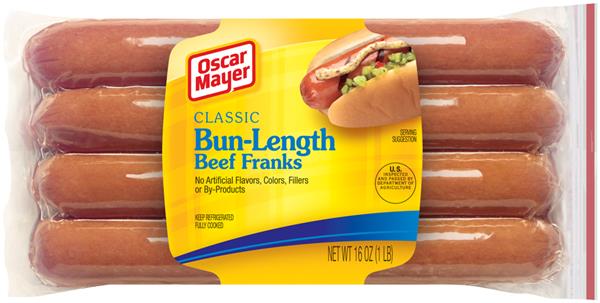 Oscar
Mayer
CLASSIC
Bun-Length
Beef Franks
No Artificial Flavors, Colors, Fillers
or By-Products
KEEP REFRIGERATED
FULLY COOKED
SERVING
SUGGESTION
U.S.
INSPECTED
AND PASSED BY
DEPARTMENT OF
AGRICULTURE
NET WT 16 OZ (1 LB)